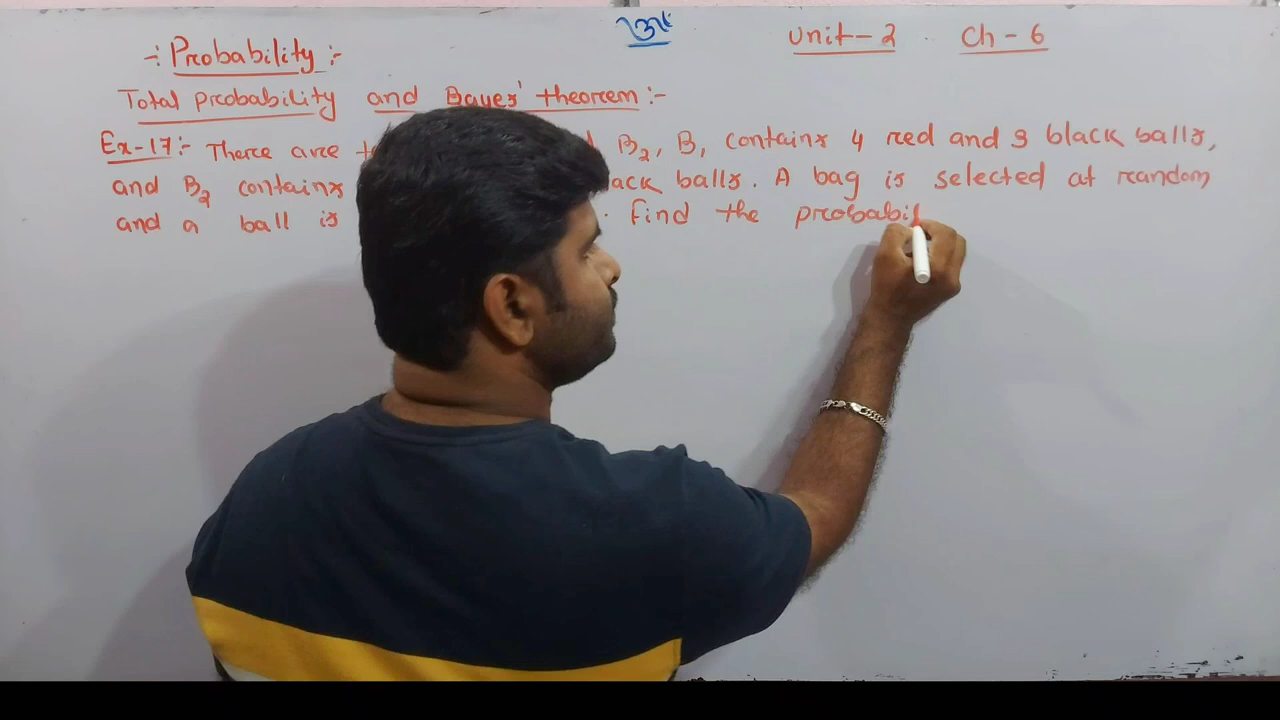 Unit-2 Ch-6
-: Probability :-
Total probability and Bayes' theorem :-
Ex-17:- There are B₂, B, contains 4 red and 3 black balls,
and B₂ contains ack balls. A bag is selected at random
and a ball is . Find the probabil